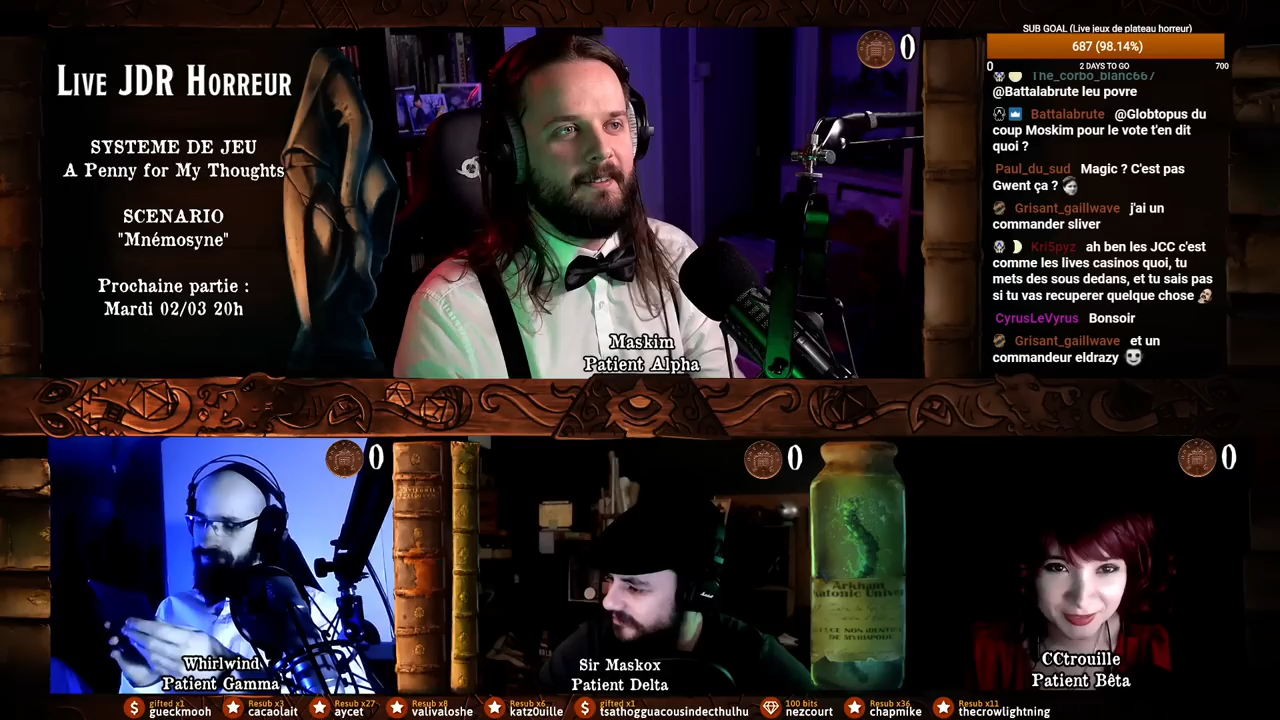 Live JDR Horreur
SYSTEME DE JEU
A Penny for My Thoughts
SCENARIO
"Mnémosyne"
Prochaine partie :
Mardi 02/03 20h
0
Maskim
Patient Alpha
SUB GOAL (Live jeux de plateau horreur)
687 (98.14%)
0
2 DAYS TO GO
700
The_corbo_blanc667
@Battalabrute leu povre
Battalabrute @Globtopus du
coup Moskim pour le vote t'en dit
quoi ?
Paul_du_sud Magic ? C'est pas
Gwent ça ?
Grisant_gaillwave j'ai un
commander sliver
KriSpyz ah ben les JCC c'est
comme les lives casinos quoi, tu
mets des sous dedans, et tu sais pas
si tu vas recuperer quelque chose
CyrusLeVyrus Bonsoir
Grisant_gaillwave et un
commandeur eldrazy
0
Whirlwind
Patient Gamma
0
Sir Maskox
Patient Delta
Arkham
DE MYRIAPODE
0
CCtrouille
Patient Bêta
gifted x1
gueckmooh
Resub x3
cacaolait
Resub x27
aycet
Resub x8
valivaloshe
Resub x6
katz0uille
gifted x1
tsathogguacousindecthulhu
100 bits
nezcourt
Resub x36
chapmike
Resub x11
thecrowlightning